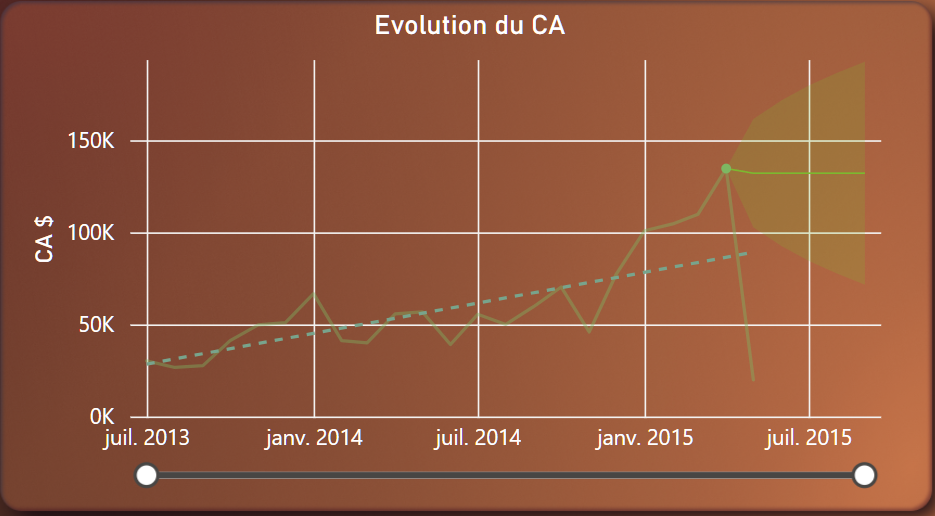 Evolution du CA
150K
100K
50K
0K
CA $
juil. 2013 janv. 2014 juil. 2014 janv. 2015 juil. 2015